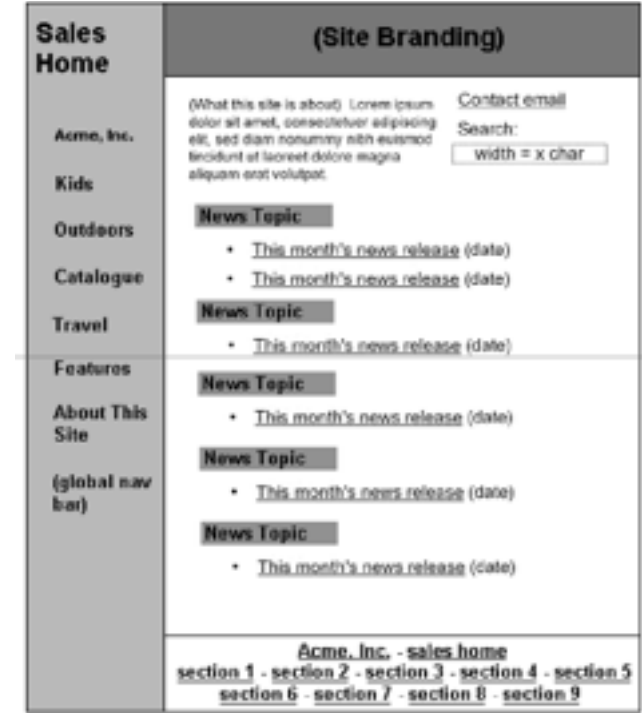 Sales
Home
(Site Branding)
Acme, Inc.
Kids
Outdoors
Catalogue
Travel
Features
About This
Site
(global nav
bar)
(What this site is about) Lorem ipsum
dolor sit amet, consectetuer adipiscing
elit, sed diam nonummy nibh euismod
tincidunt ut laoreet dolore magna
aliquam erat volutpat.
Contact email
Search:
width = x char
News Topic
• This month's news release (date)
• This month's news release (date)
News Topic
• This month's news release (date)
News Topic
• This month's news release (date)
News Topic
• This month's news release (date)
News Topic
• This month's news release (date)
Acme, Inc. - sales home
section 1 - section 2 - section 3 - section 4 - section 5
section 6 - section 7 - section 8 - section 9